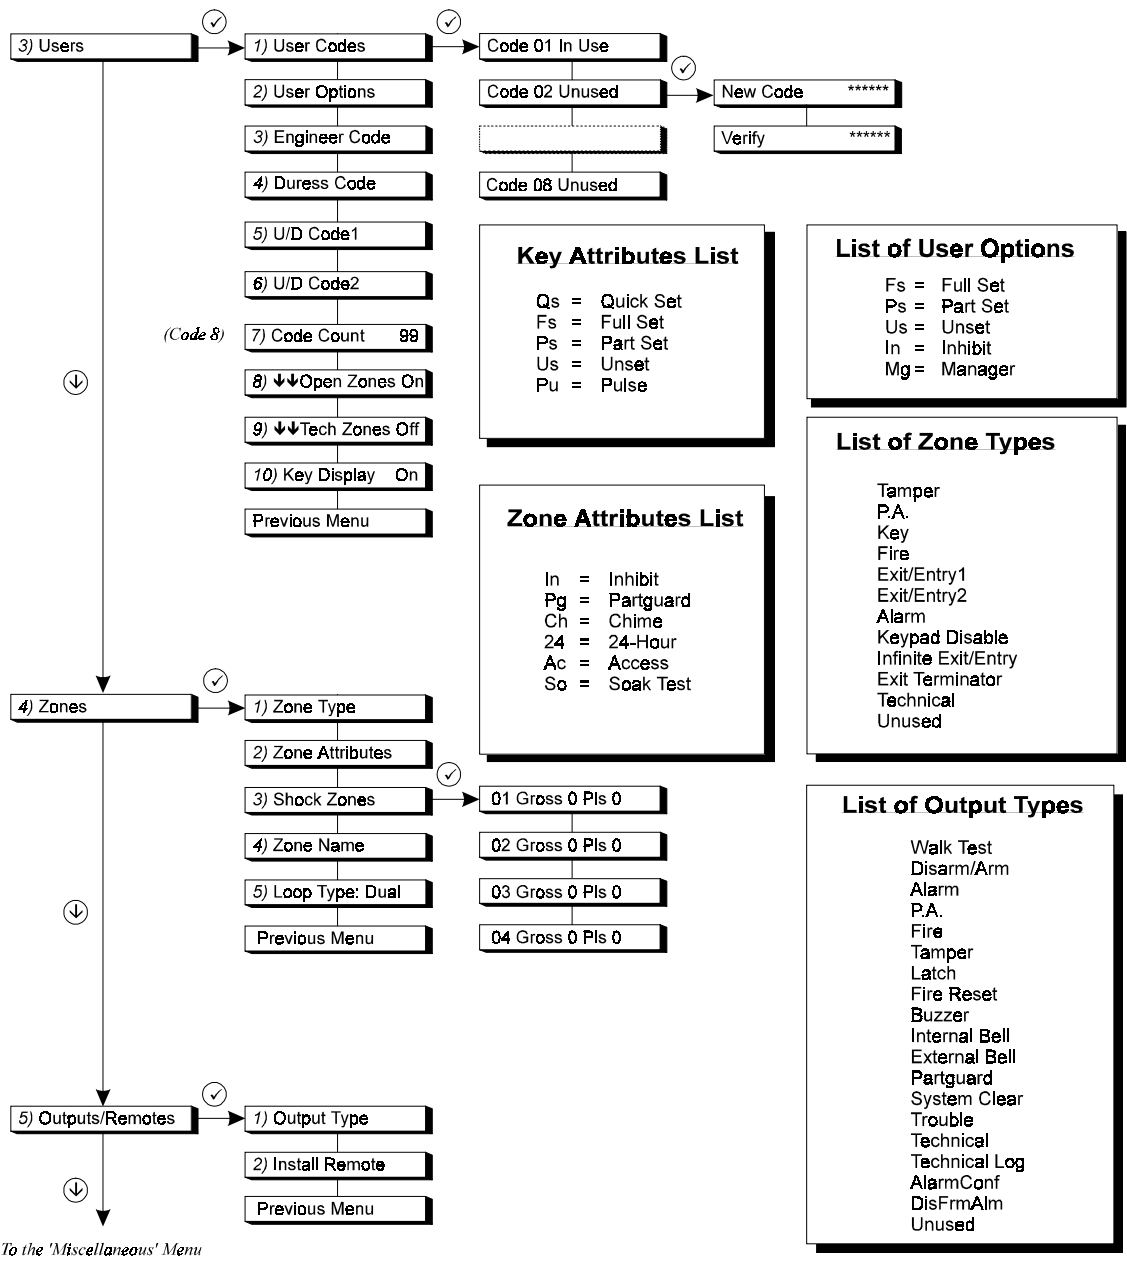 3) Users
1) User Codes
Code 01 In Use
2) User Options
Code 02 Unused
New Code ******
3) Engineer Code
Verify ******
4) Duress Code
Code 08 Unused
5) U/D Code1
6) U/D Code2
(Code 8)
7) Code Count 99
8) ↓↓Open Zones On
9) ↓↓Tech Zones Off
10) Key Display On
Previous Menu
Key Attributes List
Qs = Quick Set
Fs = Full Set
Ps = Part Set
Us = Unset
Pu = Pulse
List of User Options
Fs = Full Set
Ps = Part Set
Us = Unset
In = Inhibit
Mg = Manager
Zone Attributes List
In = Inhibit
Pg = Partguard
Ch = Chime
24 = 24-Hour
Ac = Access
So = Soak Test
List of Zone Types
Tamper
P.A.
Key
Fire
Exit/Entry1
Exit/Entry2
Alarm
Keypad Disable
Infinite Exit/Entry
Exit Terminator
Technical
Unused
4) Zones
1) Zone Type
2) Zone Attributes
3) Shock Zones
01 Gross 0 Pls 0
4) Zone Name
02 Gross 0 Pls 0
5) Loop Type: Dual
03 Gross 0 Pls 0
Previous Menu
04 Gross 0 Pls 0
List of Output Types
Walk Test
Disarm/Arm
Alarm
P.A.
Fire
Tamper
Latch
Fire Reset
Buzzer
Internal Bell
External Bell
Partguard
System Clear
Trouble
Technical
Technical Log
AlarmConf
DisFrmAlm
Unused
5) Outputs/Remotes
1) Output Type
2) Install Remote
Previous Menu
To the 'Miscellaneous' Menu